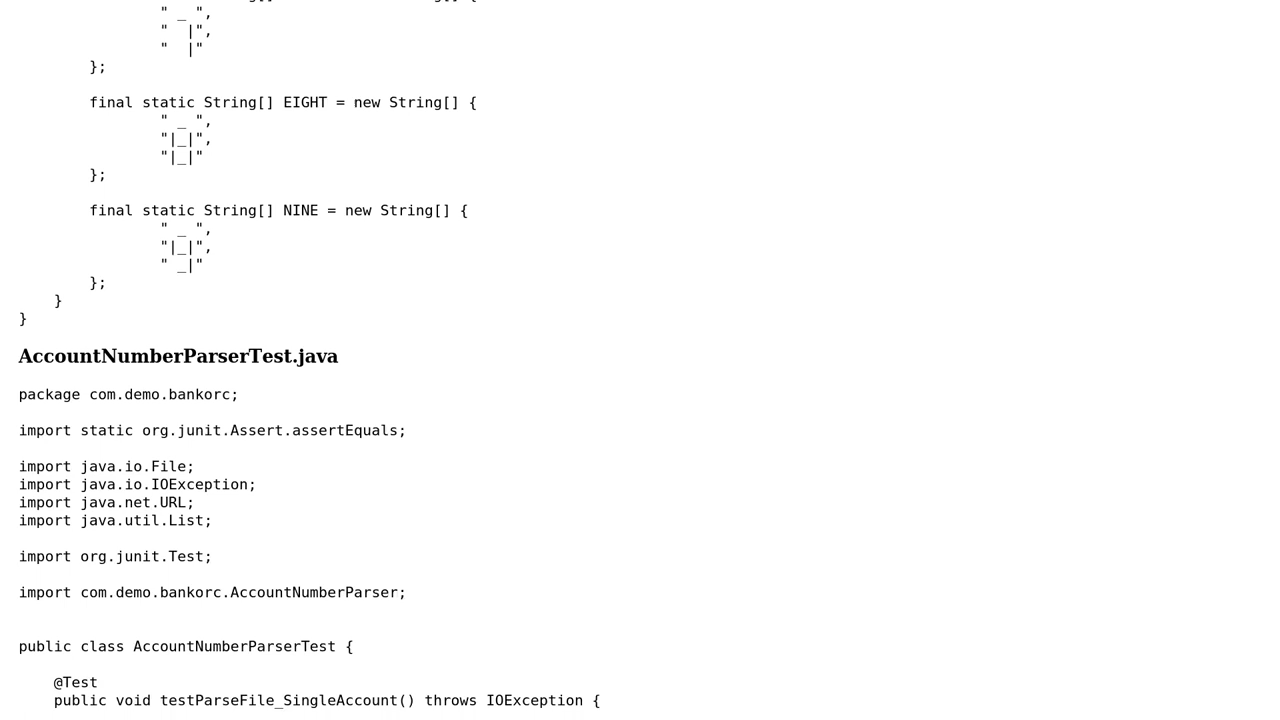 " _ ",
            "  |",
            "  |"
        };

        final static String[] EIGHT = new String[] {
                " _ ",
                "|_|",
                "|_|"
        };

        final static String[] NINE = new String[] {
                " _ ",
                "|_|",
                " _|"
        };
    }
}
AccountNumberParserTest.java
package com.demo.bankorc;

import static org.junit.Assert.assertEquals;

import java.io.File;
import java.io.IOException;
import java.net.URL;
import java.util.List;

import org.junit.Test;

import com.demo.bankorc.AccountNumberParser;

public class AccountNumberParserTest {

    @Test
    public void testParseFile_SingleAccount() throws IOException {